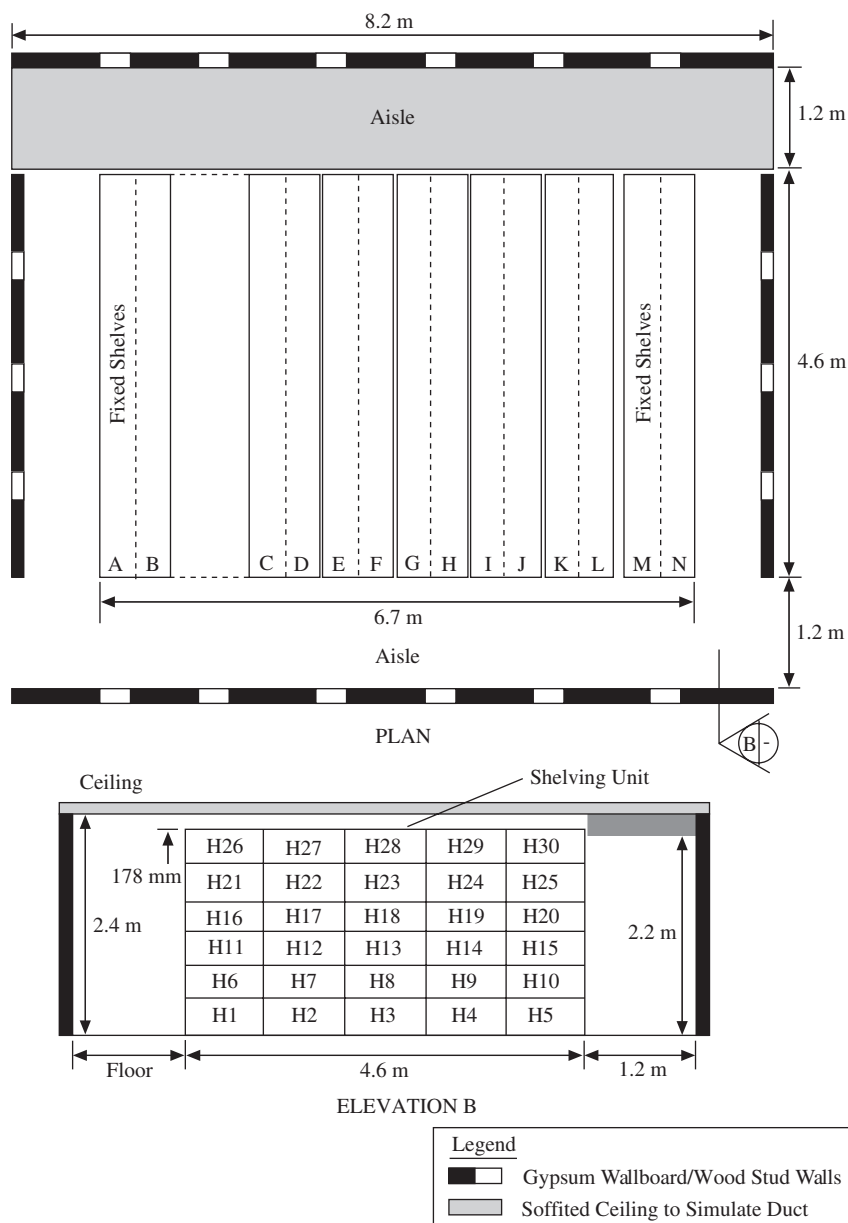 8.2 m
Aisle
1.2 m
Fixed Shelves
Fixed Shelves
4.6 m
A B C D E F G H I J K L M N
6.7 m
1.2 m
Aisle
PLAN
B -
Ceiling
Shelving Unit
H26 H27 H28 H29 H30
178 mm
H21 H22 H23 H24 H25
2.4 m
H16 H17 H18 H19 H20
2.2 m
H11 H12 H13 H14 H15
H6 H7 H8 H9 H10
H1 H2 H3 H4 H5
Floor
4.6 m
1.2 m
ELEVATION B
Legend
Gypsum Wallboard/Wood Stud Walls
Soffited Ceiling to Simulate Duct